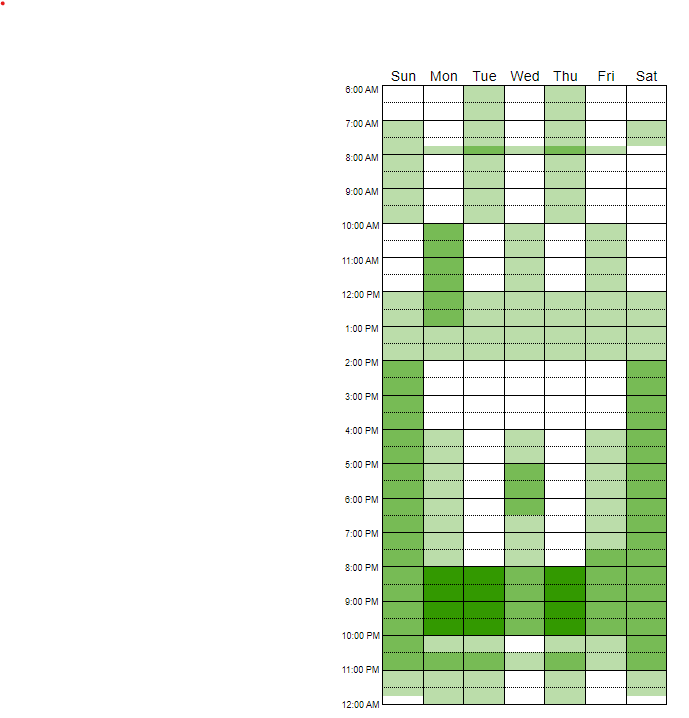 Sun Mon Tue Wed Thu Fri Sat
6:00 AM
7:00 AM
8:00 AM
9:00 AM
10:00 AM
11:00 AM
12:00 PM
1:00 PM
2:00 PM
3:00 PM
4:00 PM
5:00 PM
6:00 PM
7:00 PM
8:00 PM
9:00 PM
10:00 PM
11:00 PM
12:00 AM